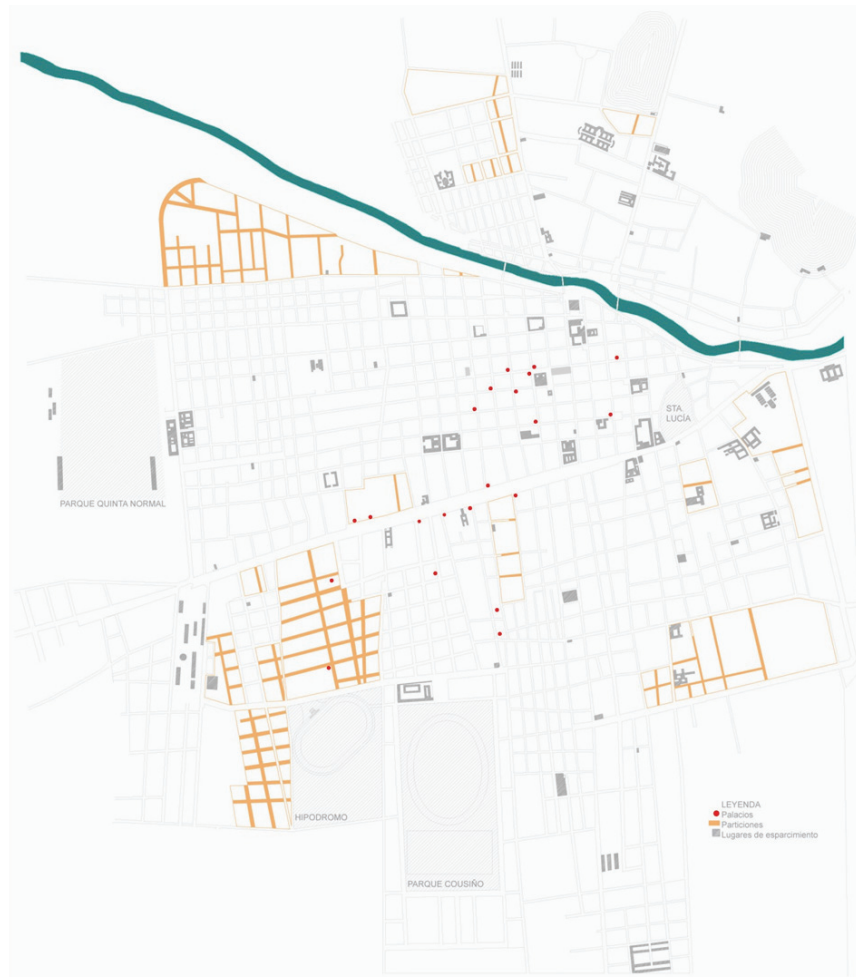 STA.
LUCÍA
PARQUE QUINTA NORMAL
LEYENDA
Palacios
Particiones
Lugares de esparcimiento
HIPODROMO
PARQUE COUSIÑO